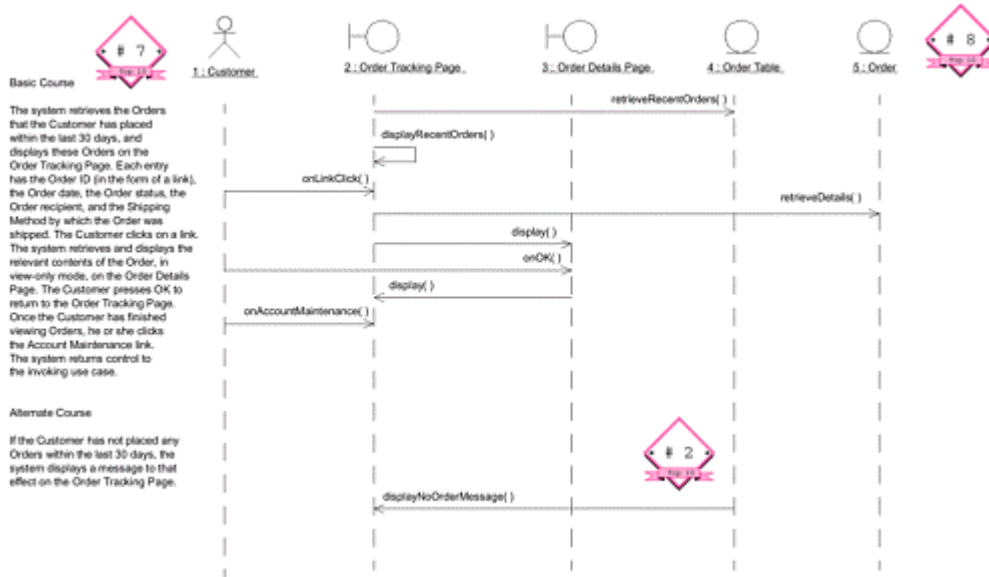 # 7
Top 10
# 8
Top 10
1 : Customer
2 : Order Tracking Page
3 : Order Details Page
4 : Order Table
5 : Order
Basic Course
The system retrieves the Orders
that the Customer has placed
within the last 30 days, and
displays these Orders on the
Order Tracking Page. Each entry
has the Order ID (in the form of a link),
the Order date, the Order status, the
Order recipient, and the Shipping
Method by which the Order was
shipped. The Customer clicks on a link.
The system retrieves and displays the
relevant contents of the Order, in
view-only mode, on the Order Details
Page. The Customer presses OK to
return to the Order Tracking Page.
Once the Customer has finished
viewing Orders, he or she clicks
the Account Maintenance link.
The system returns control to
the invoking use case.
Alternate Course
If the Customer has not placed any
Orders within the last 30 days, the
system displays a message to that
effect on the Order Tracking Page.
retrieveRecentOrders( )
displayRecentOrders( )
onLinkClick( )
retrieveDetails( )
display( )
onOK( )
display( )
onAccountMaintenance( )
# 2
Top 10
displayNoOrderMessage( )